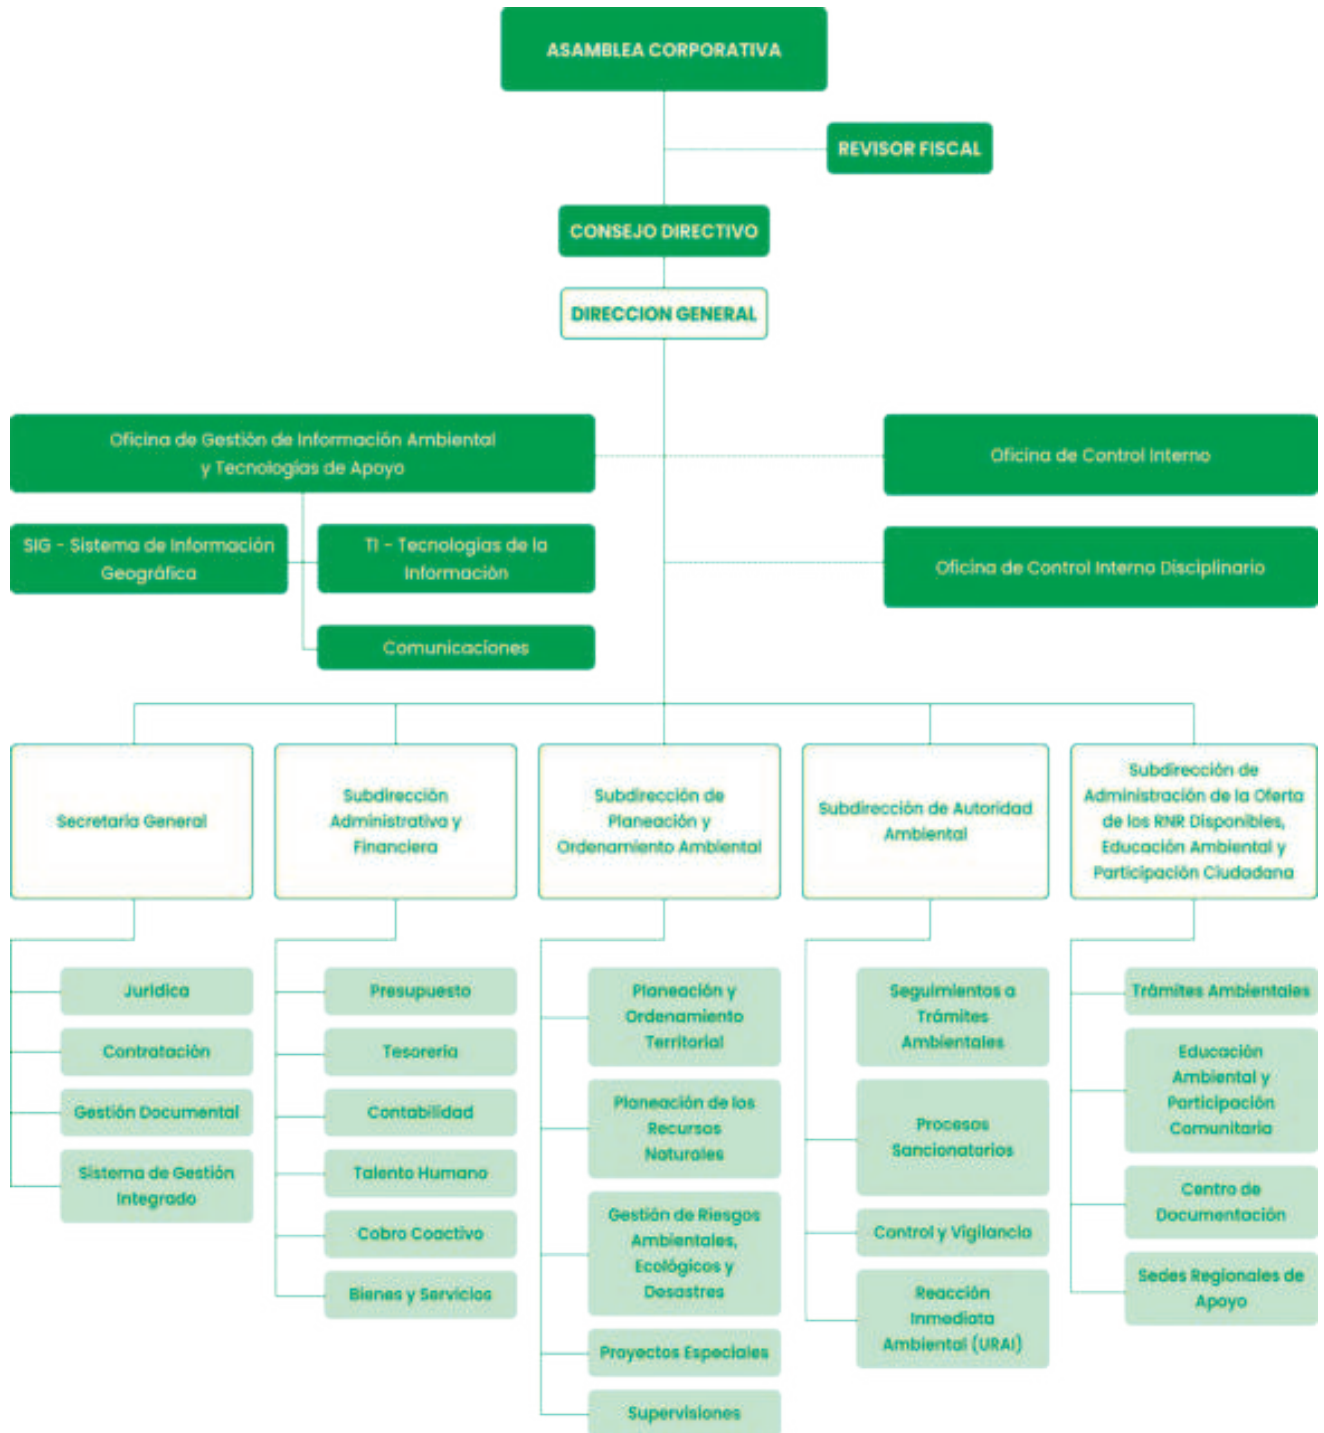 ASAMBLEA CORPORATIVA
REVISOR FISCAL
CONSEJO DIRECTIVO
DIRECCION GENERAL
Oficina de Gestión de Información Ambiental
y Tecnologías de Apoyo
Oficina de Control Interno
SIG - Sistema de Información
Geográfica
TI - Tecnologías de la
Información
Oficina de Control Interno Disciplinario
Comunicaciones
Secretaría General
Subdirección
Administrativa y
Financiera
Subdirección de
Planeación y
Ordenamiento Ambiental
Subdirección de Autoridad
Ambiental
Subdirección de
Administración de la Oferta
de los RNR Disponibles,
Educación Ambiental y
Participación Ciudadana
Jurídica
Contratación
Gestión Documental
Sistema de Gestión
Integrado
Presupuesto
Tesorería
Contabilidad
Talento Humano
Cobro Coactivo
Bienes y Servicios
Planeación y
Ordenamiento
Territorial
Planeación de los
Recursos
Naturales
Gestión de Riesgos
Ambientales,
Ecológicos y
Desastres
Proyectos Especiales
Supervisiones
Seguimientos a
Trámites
Ambientales
Procesos
Sancionatorios
Control y Vigilancia
Reacción
Inmediata
Ambiental (URAI)
Trámites Ambientales
Educación
Ambiental y
Participación
Comunitaria
Centro de
Documentación
Sedes Regionales de
Apoyo